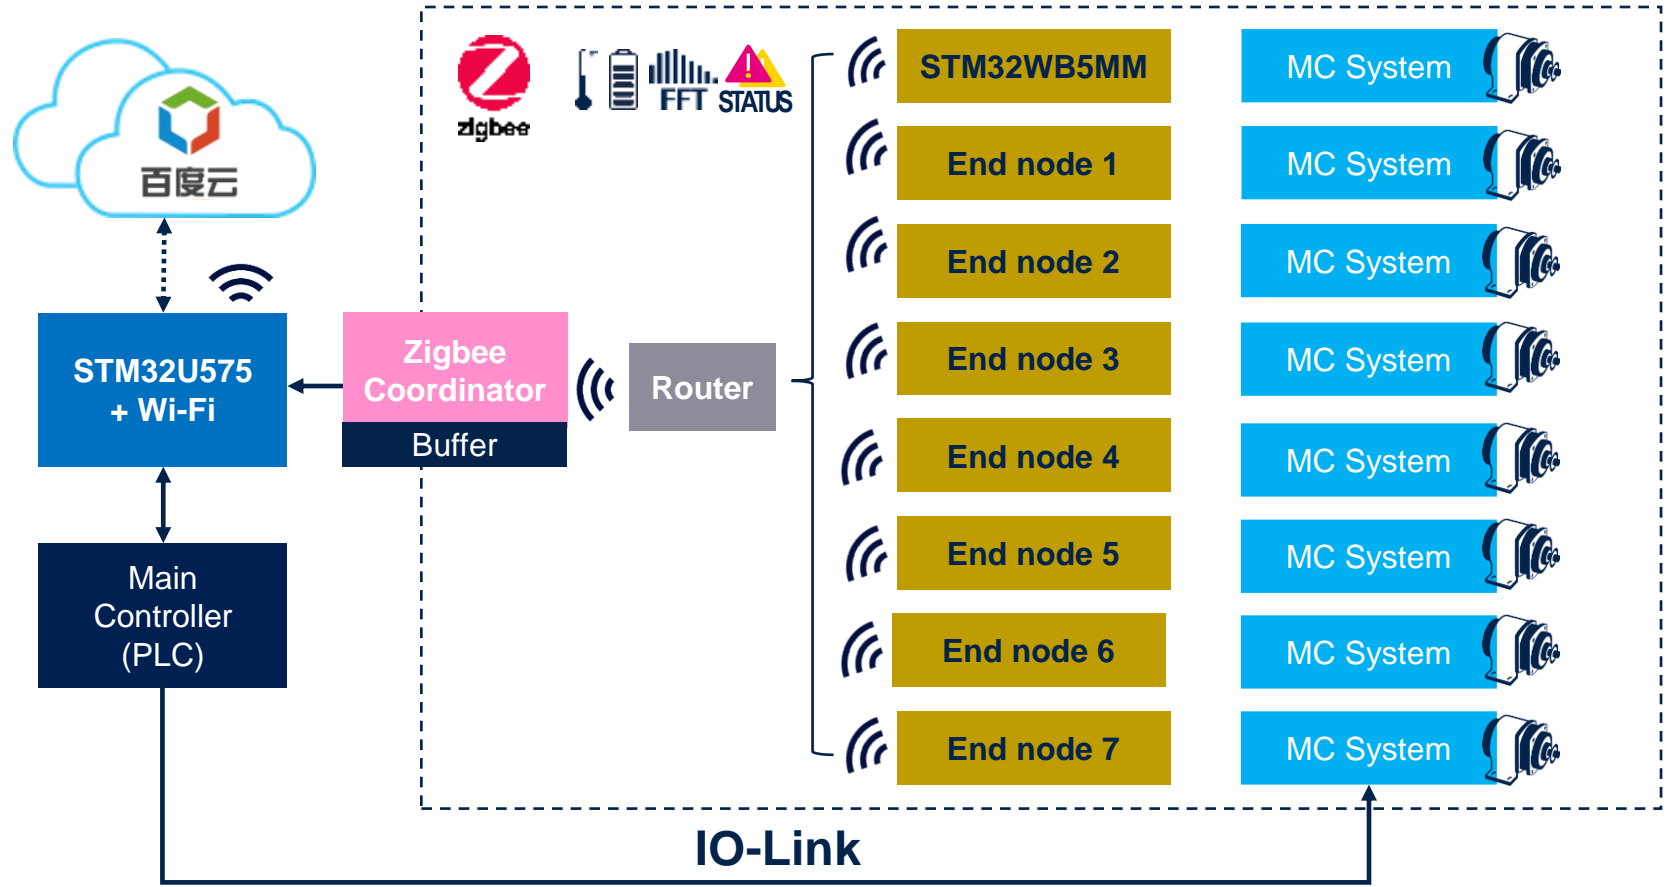 百度云
zigbee
FFT
STATUS
STM32U575
+ Wi-Fi
Main
Controller
(PLC)
Zigbee
Coordinator
Buffer
Router
STM32WB5MM
MC System
End node 1
MC System
End node 2
MC System
End node 3
MC System
End node 4
MC System
End node 5
MC System
End node 6
MC System
End node 7
MC System
IO-Link